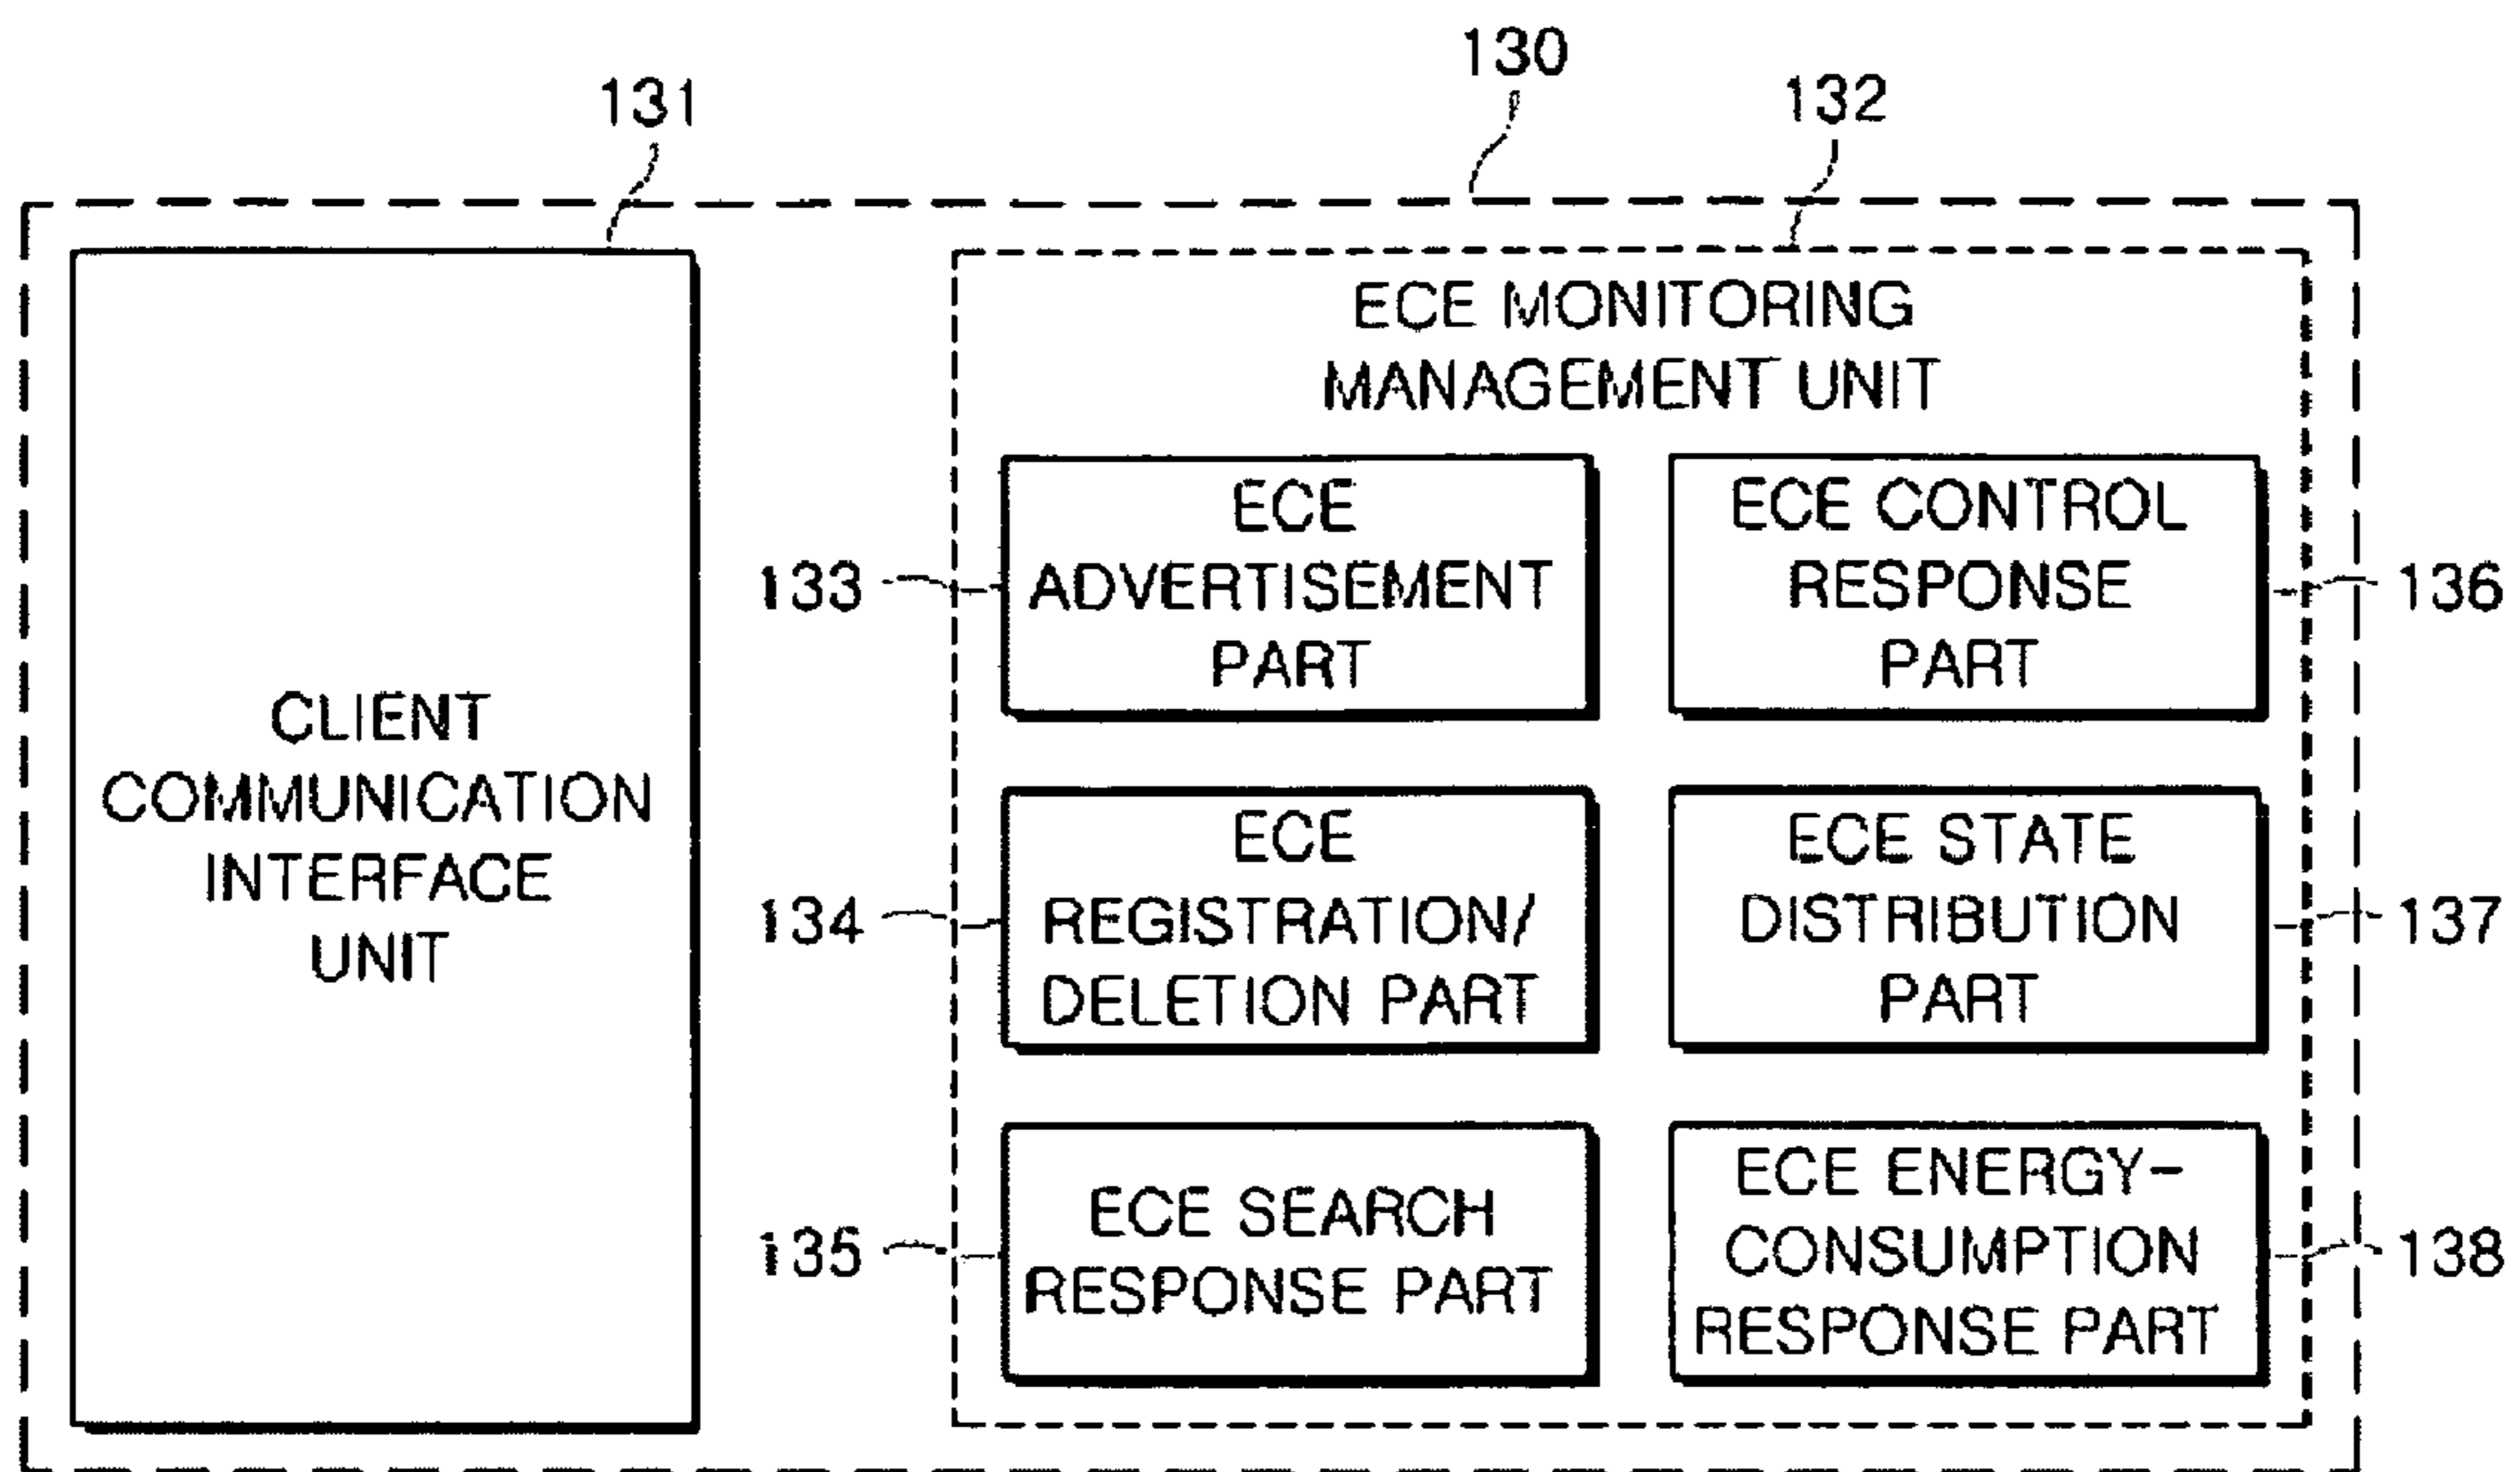 130
131
132
ECE MONITORING
MANAGEMENT UNIT
CLIENT
COMMUNICATION
INTERFACE
UNIT
133
ECE
ADVERTISEMENT
PART
ECE CONTROL
RESPONSE
PART
136
134
ECE
REGISTRATION/
DELETION PART
ECE STATE
DISTRIBUTION
PART
137
135
ECE SEARCH
RESPONSE PART
ECE ENERGY-
CONSUMPTION
RESPONSE PART
138